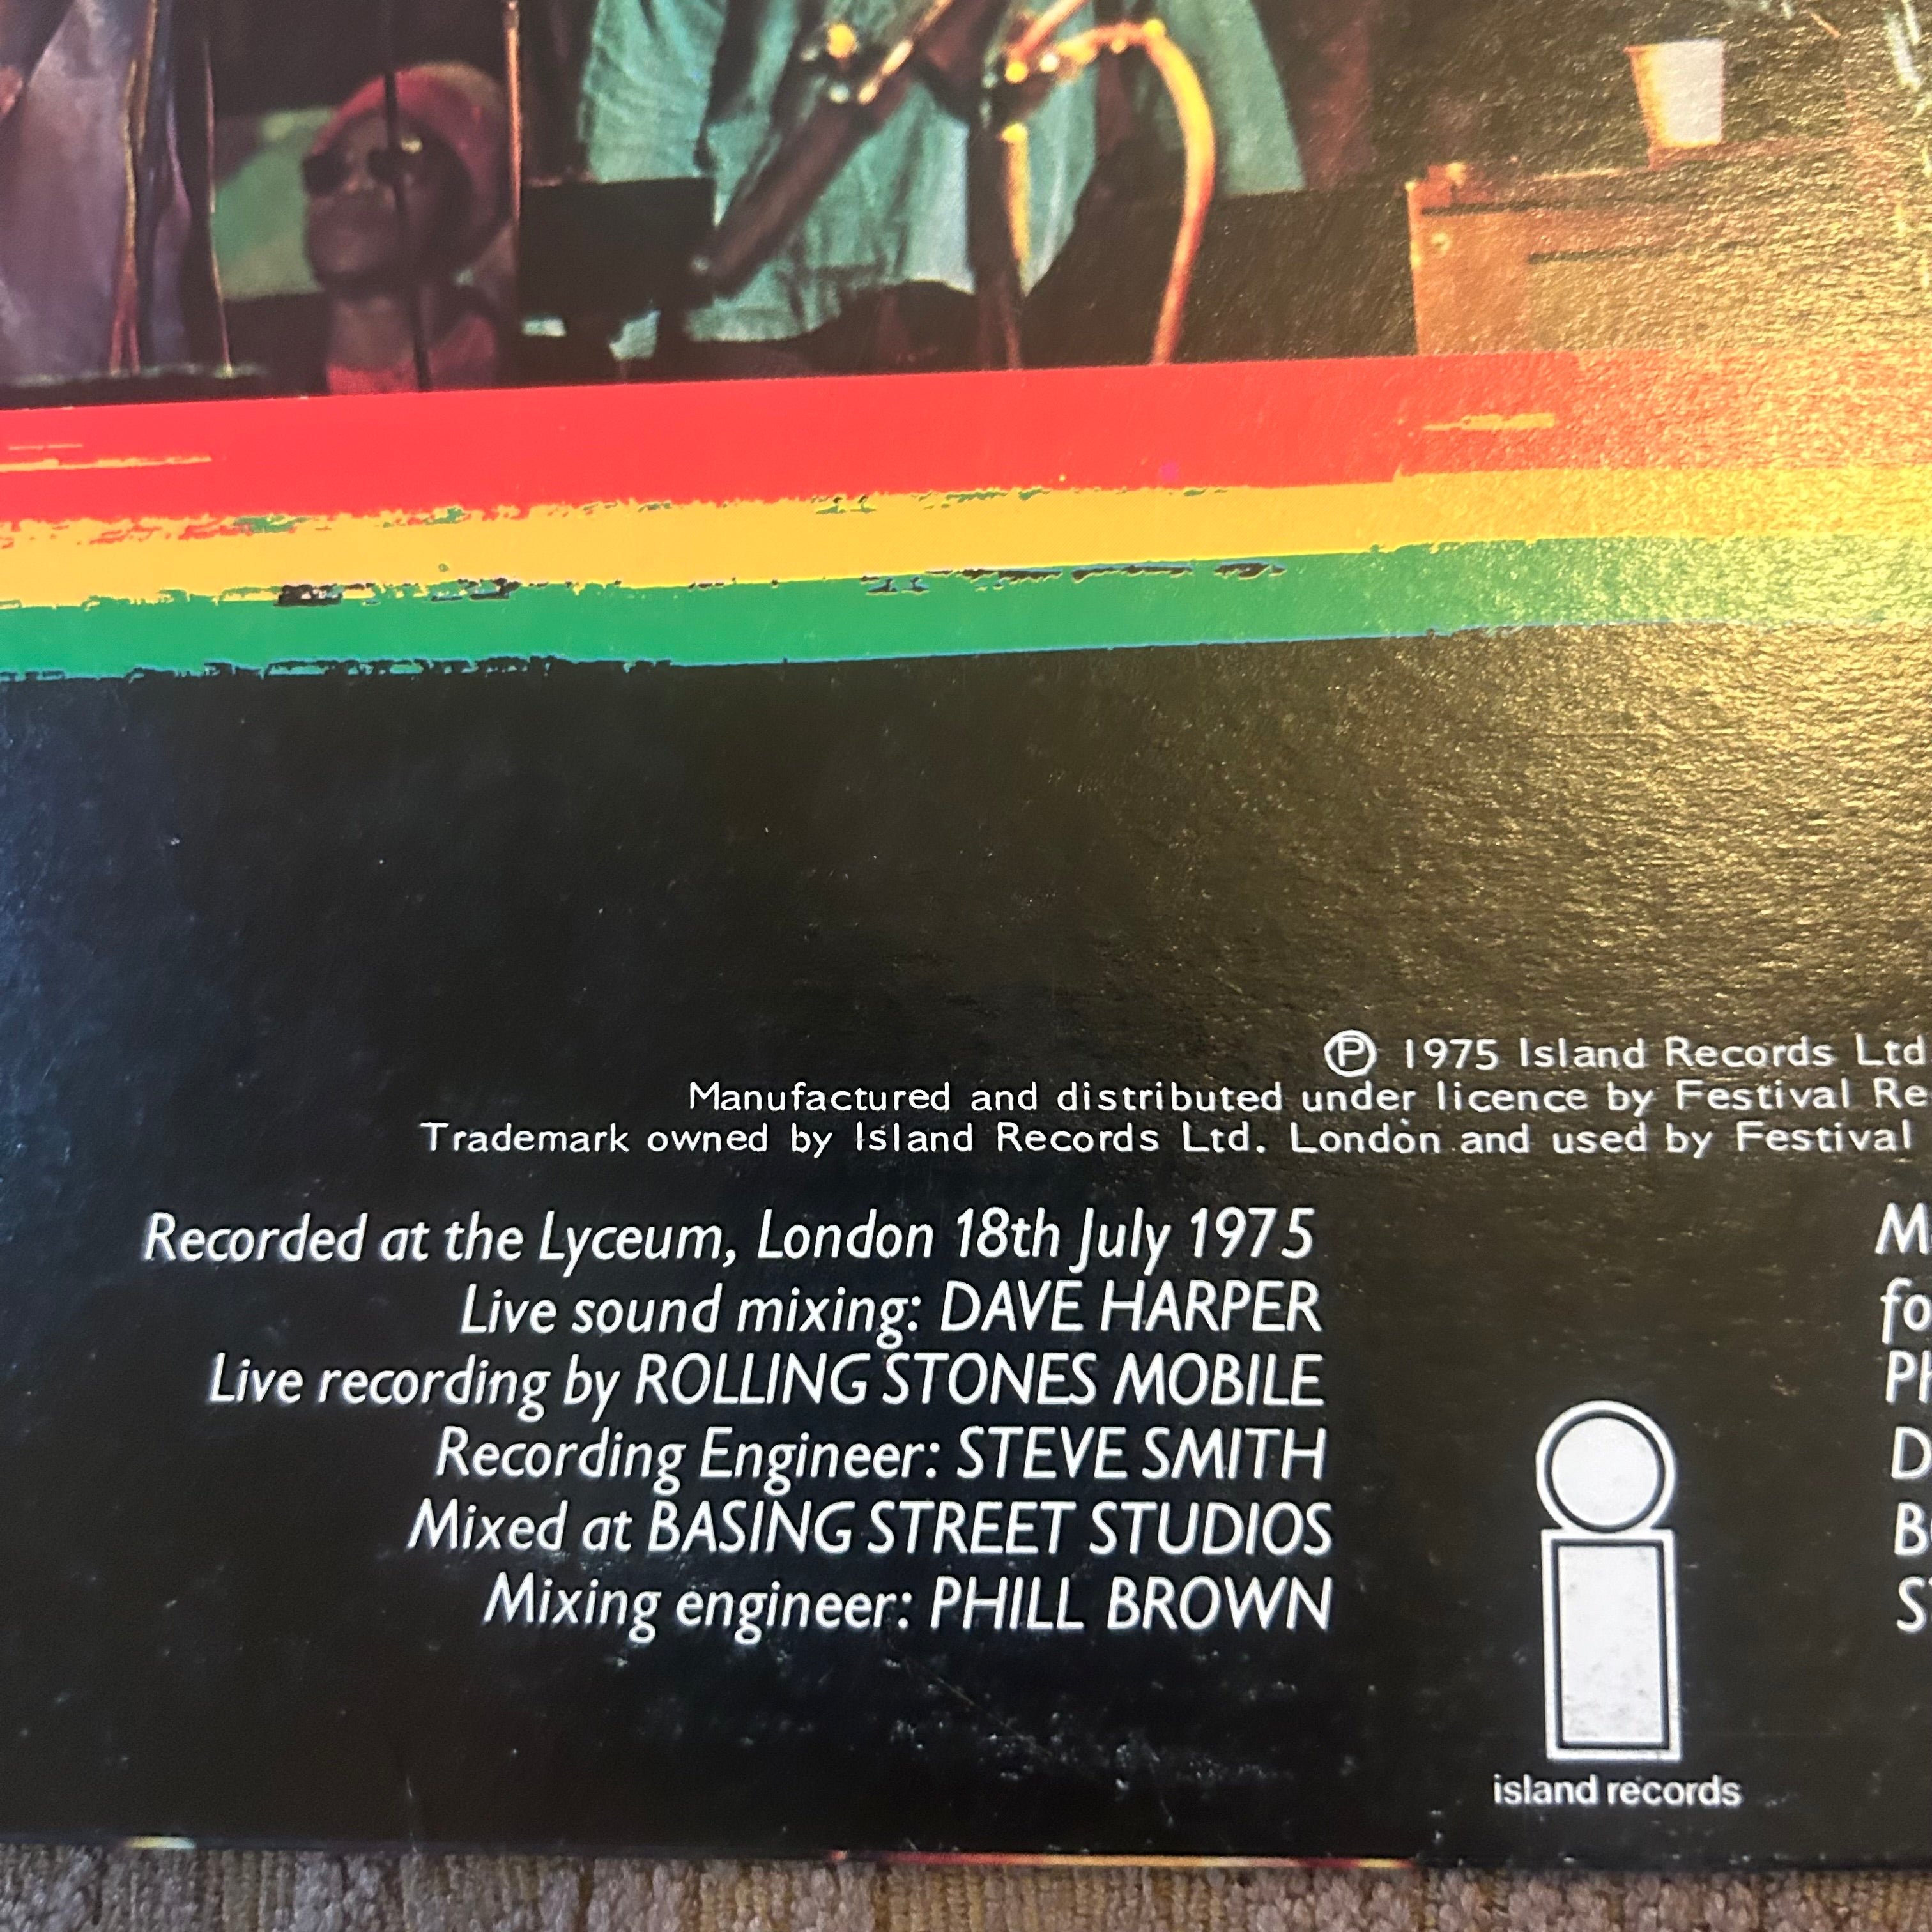 Ⓟ 1975 Island Records Ltd
Manufactured and distributed under licence by Festival Re
Trademark owned by Island Records Ltd. London and used by Festival
Recorded at the Lyceum, London 18th July 1975
Live sound mixing: DAVE HARPER
Live recording by ROLLING STONES MOBILE
Recording Engineer: STEVE SMITH
Mixed at BASING STREET STUDIOS
Mixing engineer: PHILL BROWN
island records